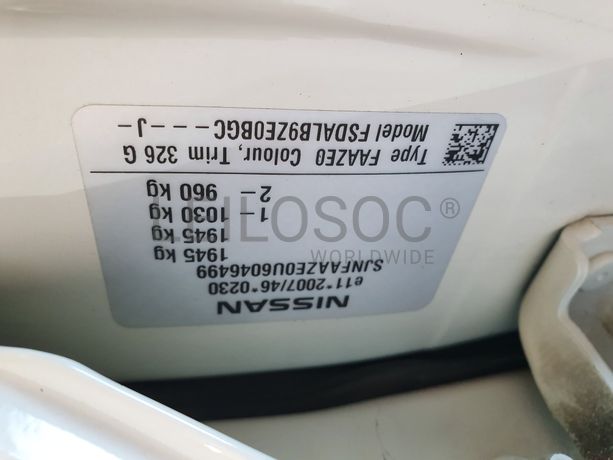 NISSAN
e11*2007/46*0230
SJNFAAZE0U6046499
1945 kg
1945 kg
1– 1030 kg
2– 960 kg
Type FAAZE0 Colour, Trim 326 G
Model FSDALB9ZE0BGC – – – J –
LEILOSOC®
WORLDWIDE